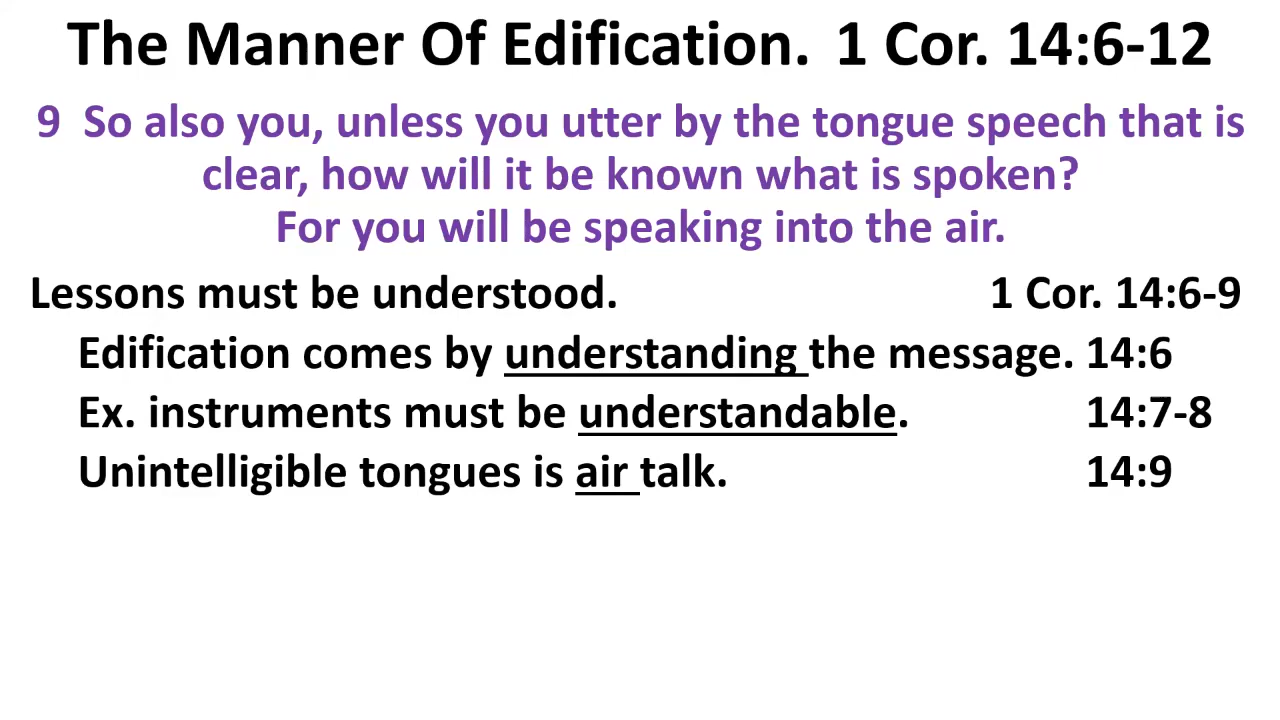 The Manner Of Edification. 1 Cor. 14:6-12
9 So also you, unless you utter by the tongue speech that is
clear, how will it be known what is spoken?
For you will be speaking into the air.
Lessons must be understood. 1 Cor. 14:6-9
Edification comes by understanding the message. 14:6
Ex. instruments must be understandable. 14:7-8
Unintelligible tongues is air talk. 14:9